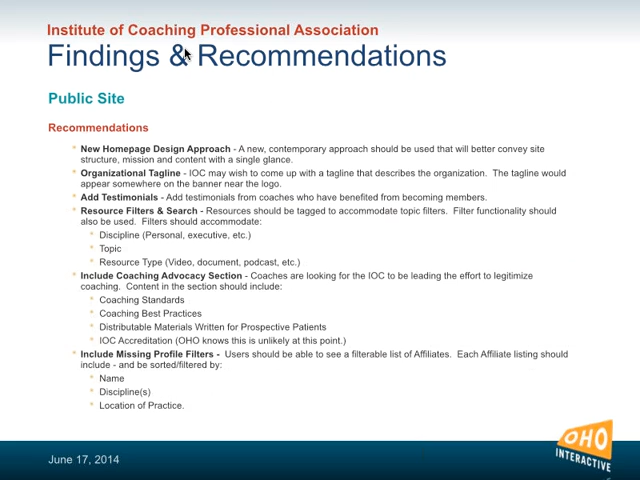 Institute of Coaching Professional Association
Findings & Recommendations
Public Site
Recommendations
New Homepage Design Approach - A new, contemporary approach should be used that will better convey site
structure, mission and content with a single glance.
Organizational Tagline - IOC may wish to come up with a tagline that describes the organization. The tagline would
appear somewhere on the banner near the logo.
Add Testimonials - Add testimonials from coaches who have benefited from becoming members.
Resource Filters & Search - Resources should be tagged to accommodate topic filters. Filter functionality should
also be used. Filters should accommodate:
Discipline (Personal, executive, etc.)
Topic
Resource Type (Video, document, podcast, etc.)
Include Coaching Advocacy Section - Coaches are looking for the IOC to be leading the effort to legitimize
coaching. Content in the section should include:
Coaching Standards
Coaching Best Practices
Distributable Materials Written for Prospective Patients
IOC Accreditation (OHO knows this is unlikely at this point.)
Include Missing Profile Filters - Users should be able to see a filterable list of Affiliates. Each Affiliate listing should
include - and be sorted/filtered by:
Name
Discipline(s)
Location of Practice.
June 17, 2014
OHO
INTERACTIVE